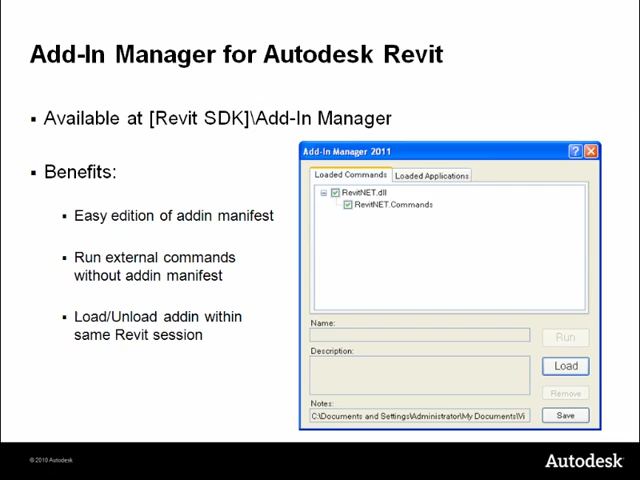 Add-In Manager for Autodesk Revit
Available at [Revit SDK]\Add-In Manager
Benefits:
Easy edition of addin manifest
Run external commands
without addin manifest
Load/Unload addin within
same Revit session
Add-In Manager 2011
Loaded Commands
Loaded Applications
RevitNET.dll
RevitNET.Commands
Name:
Run
Description:
Load
Remove
Notes:
C:\Documents and Settings\Administrator\My Documents\Vi
Save
© 2010 Autodesk
Autodesk